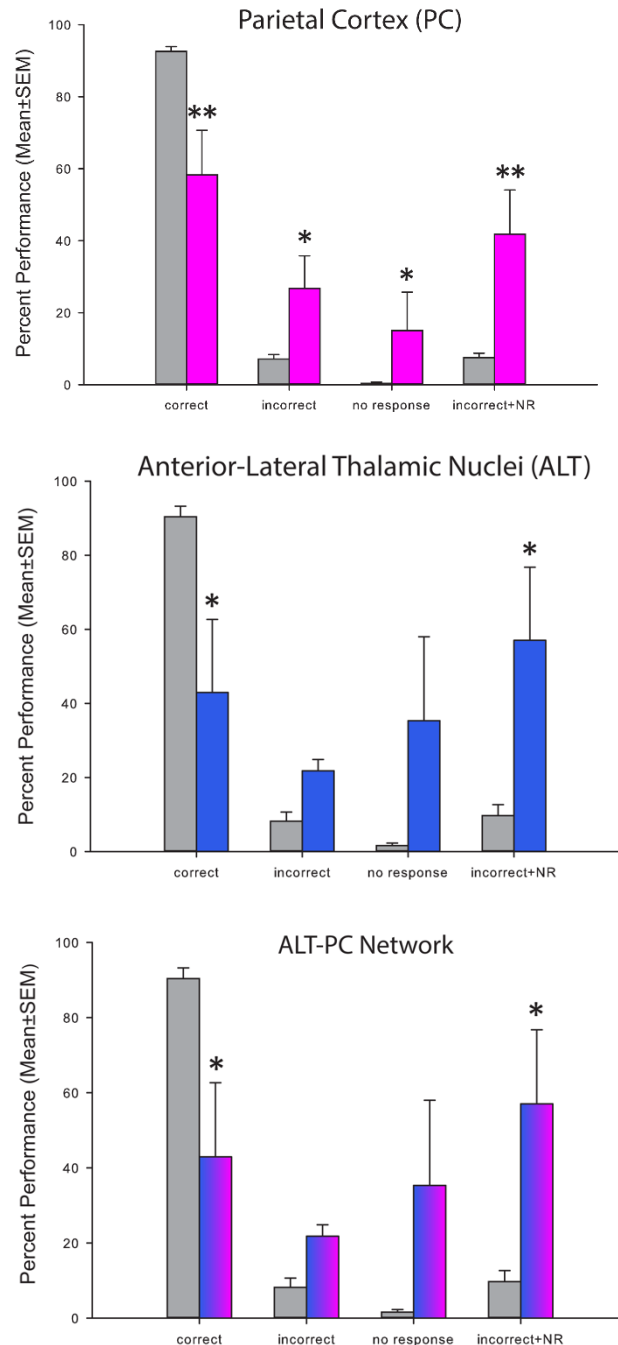 Parietal Cortex (PC)
Percent Performance (Mean±SEM)
100
80
60
40
20
0
**
*
*
**
correct
incorrect
no response
incorrect+NR
Anterior-Lateral Thalamic Nuclei (ALT)
Percent Performance (Mean±SEM)
100
80
60
40
20
0
*
*
correct
incorrect
no response
incorrect+NR
ALT-PC Network
Percent Performance (Mean±SEM)
100
80
60
40
20
0
*
*
correct
incorrect
no response
incorrect+NR